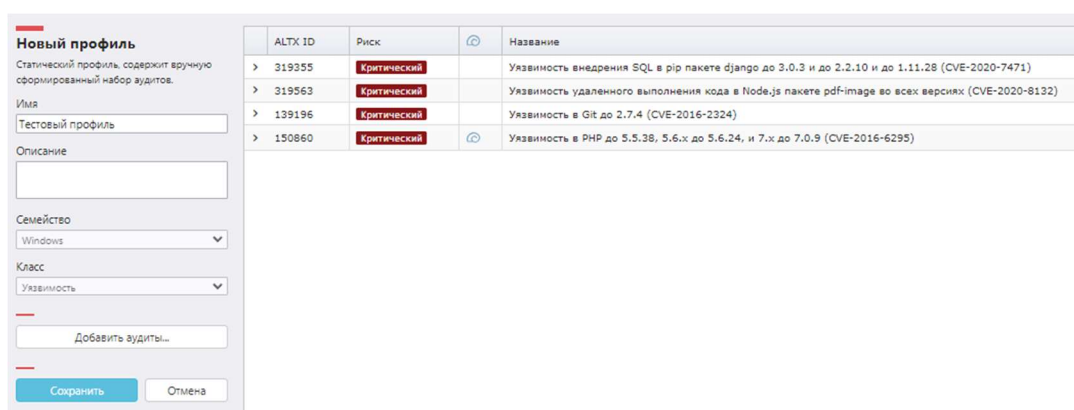 Новый профиль
Статический профиль, содержит вручную
сформированный набор аудитов.
Имя
Тестовый профиль
Описание
Семейство
Windows
Класс
Уязвимость
Добавить аудиты...
Сохранить Отмена
ALTX ID Риск Название
319355 Критический Уязвимость внедрения SQL в pip пакете django до 3.0.3 и до 2.2.10 и до 1.11.28 (CVE-2020-7471)
319563 Критический Уязвимость удаленного выполнения кода в Node.js пакете pdf-image во всех версиях (CVE-2020-8132)
139196 Критический Уязвимость в Git до 2.7.4 (CVE-2016-2324)
150860 Критический Уязвимость в PHP до 5.5.38, 5.6.x до 5.6.24, и 7.x до 7.0.9 (CVE-2016-6295)